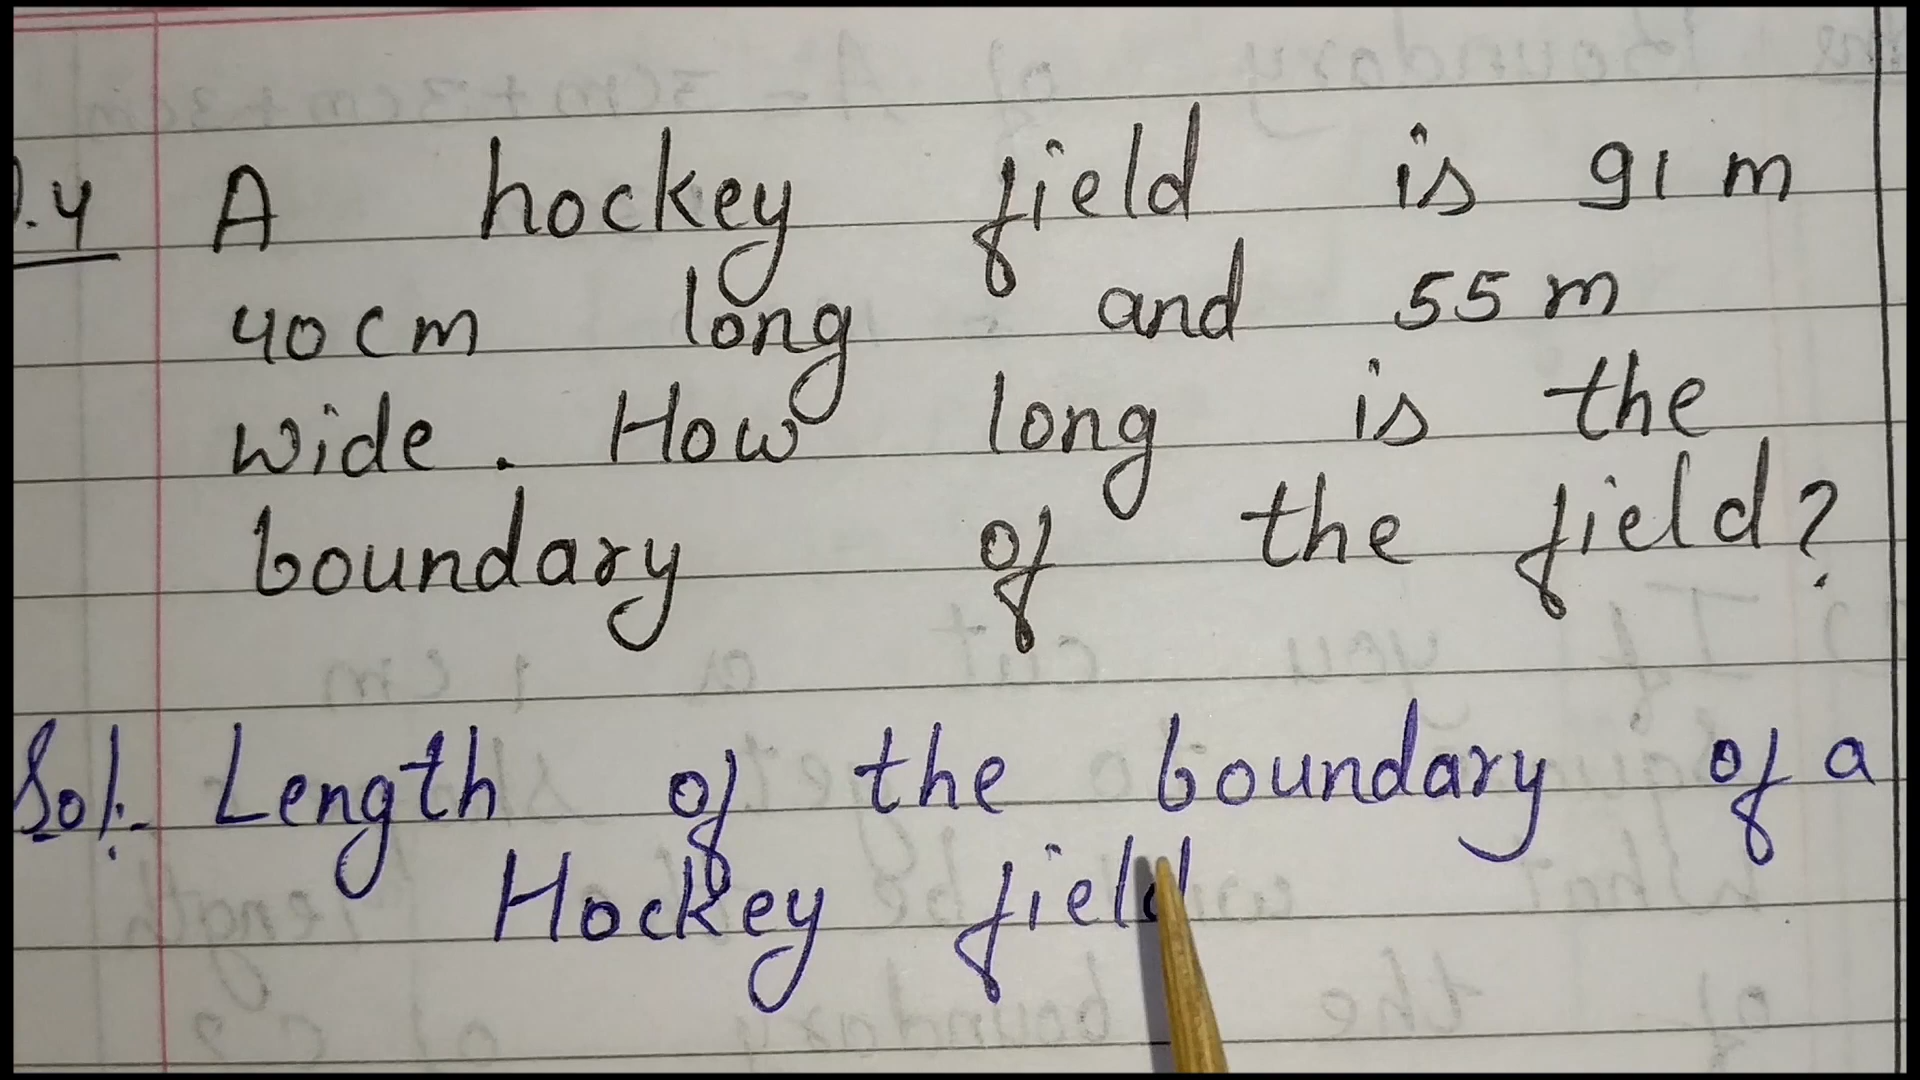 Q.4 A hockey field is 91 m
40 cm long and 55 m
wide. How long is the
boundary of the field?
Sol:- Length of the boundary of a
Hockey field